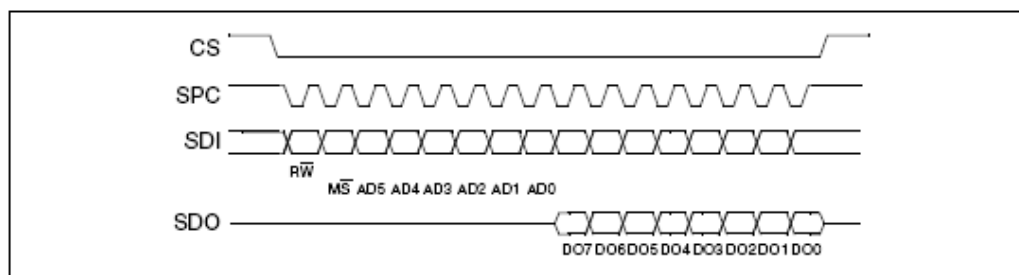 CS
SPC
SDI
RW̅
MS̅ AD5 AD4 AD3 AD2 AD1 AD0
SDO
DO7 DO6 DO5 DO4 DO3 DO2 DO1 DO0